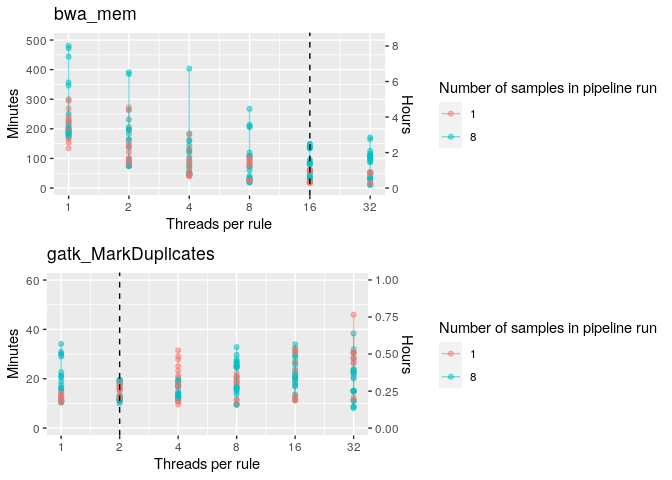 bwa_mem
500
400
300
200
100
0
8
6
4
2
0
Minutes
Hours
1 2 4 8 16 32
Threads per rule
Number of samples in pipeline run
1
8
gatk_MarkDuplicates
60
40
20
0
1.00
0.75
0.50
0.25
0.00
Minutes
Hours
1 2 4 8 16 32
Threads per rule
Number of samples in pipeline run
1
8